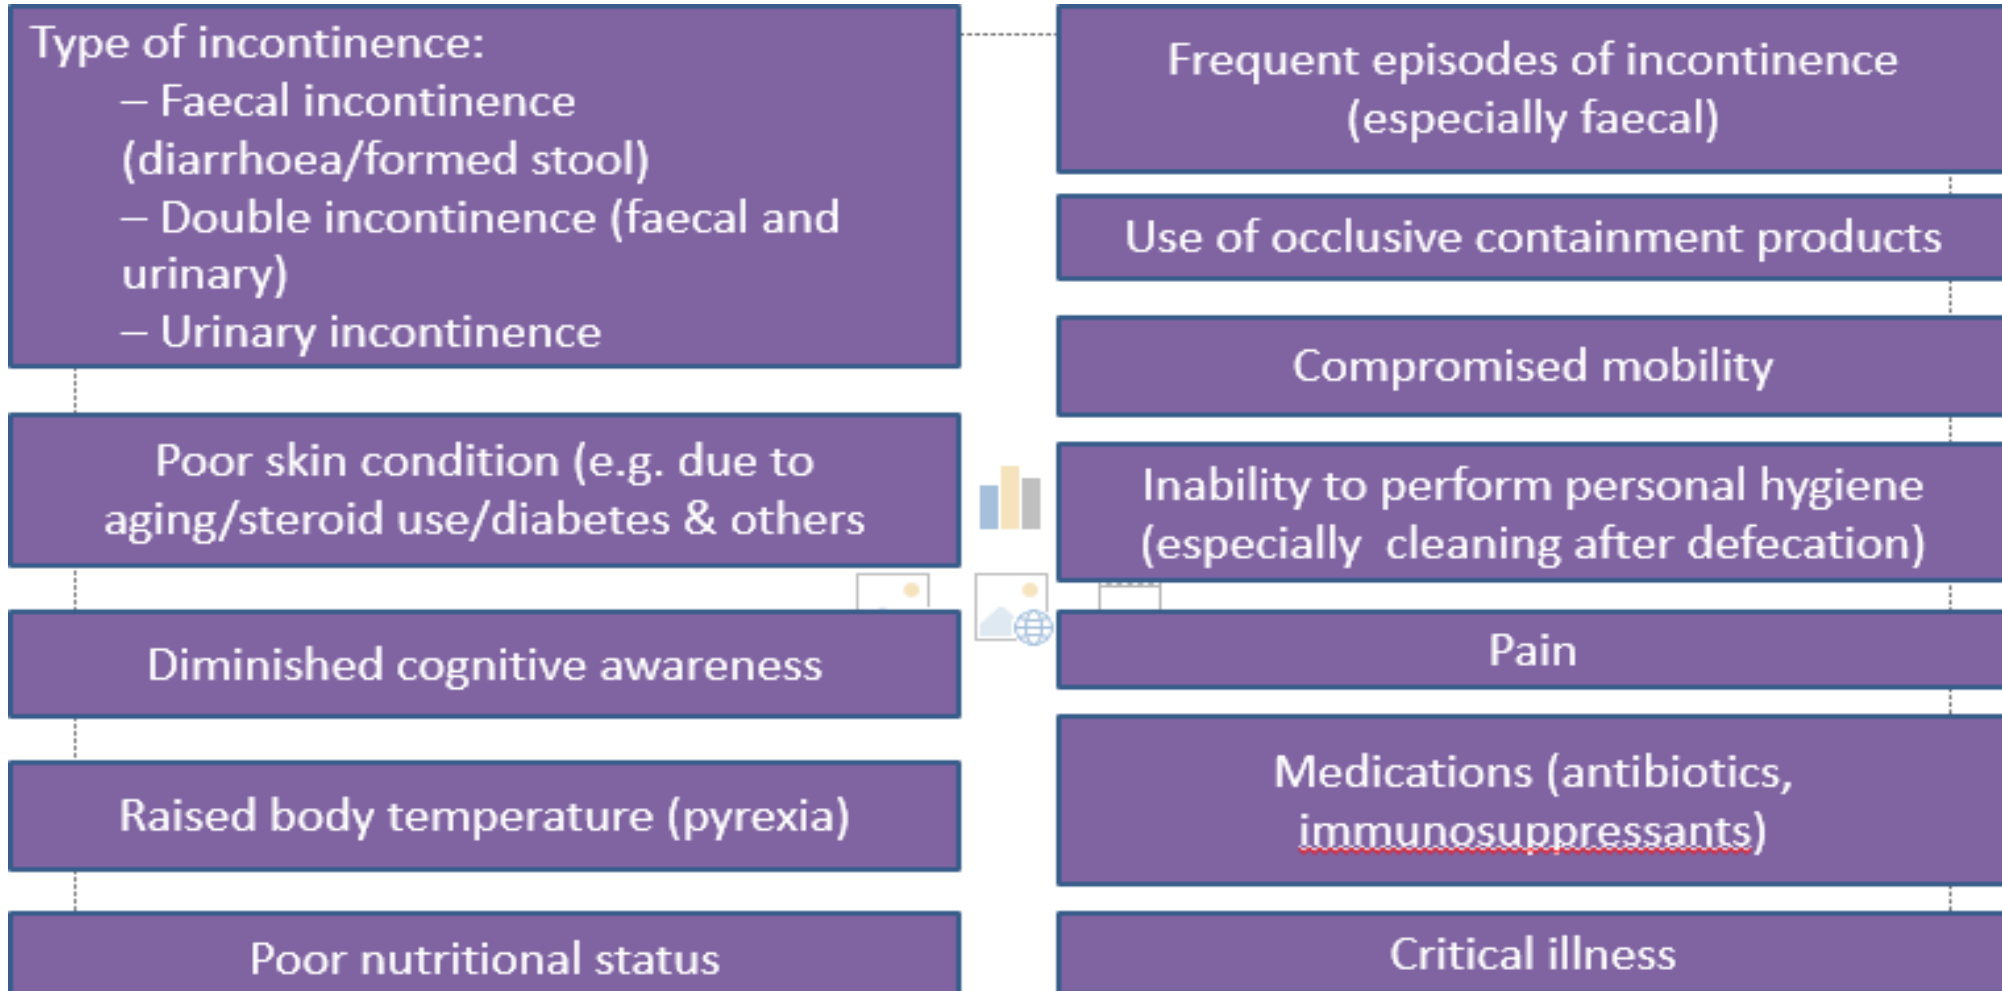 Type of incontinence:
– Faecal incontinence
(diarrhoea/formed stool)
– Double incontinence (faecal and
urinary)
– Urinary incontinence
Poor skin condition (e.g. due to
aging/steroid use/diabetes & others
Diminished cognitive awareness
Raised body temperature (pyrexia)
Poor nutritional status
Frequent episodes of incontinence
(especially faecal)
Use of occlusive containment products
Compromised mobility
Inability to perform personal hygiene
(especially  cleaning after defecation)
Pain
Medications (antibiotics,
immunosuppressants)
Critical illness